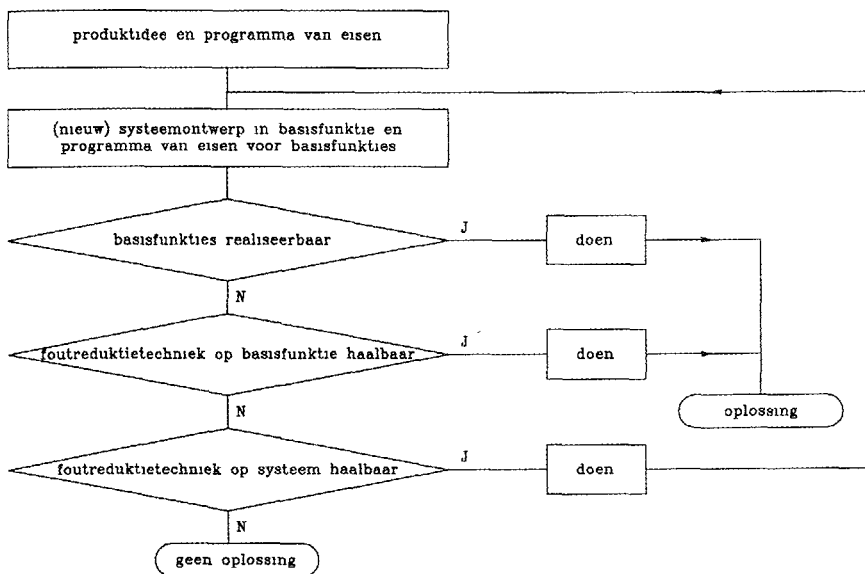 produktidee en programma van eisen
(nieuw) systeemontwerp in basisfunktie en
programma van eisen voor basisfunkties
basisfunkties realiseerbaar
J
doen
N
foutreduktietechniek op basisfunktie haalbaar
J
doen
oplossing
N
foutreduktietechniek op systeem haalbaar
J
doen
N
geen oplossing